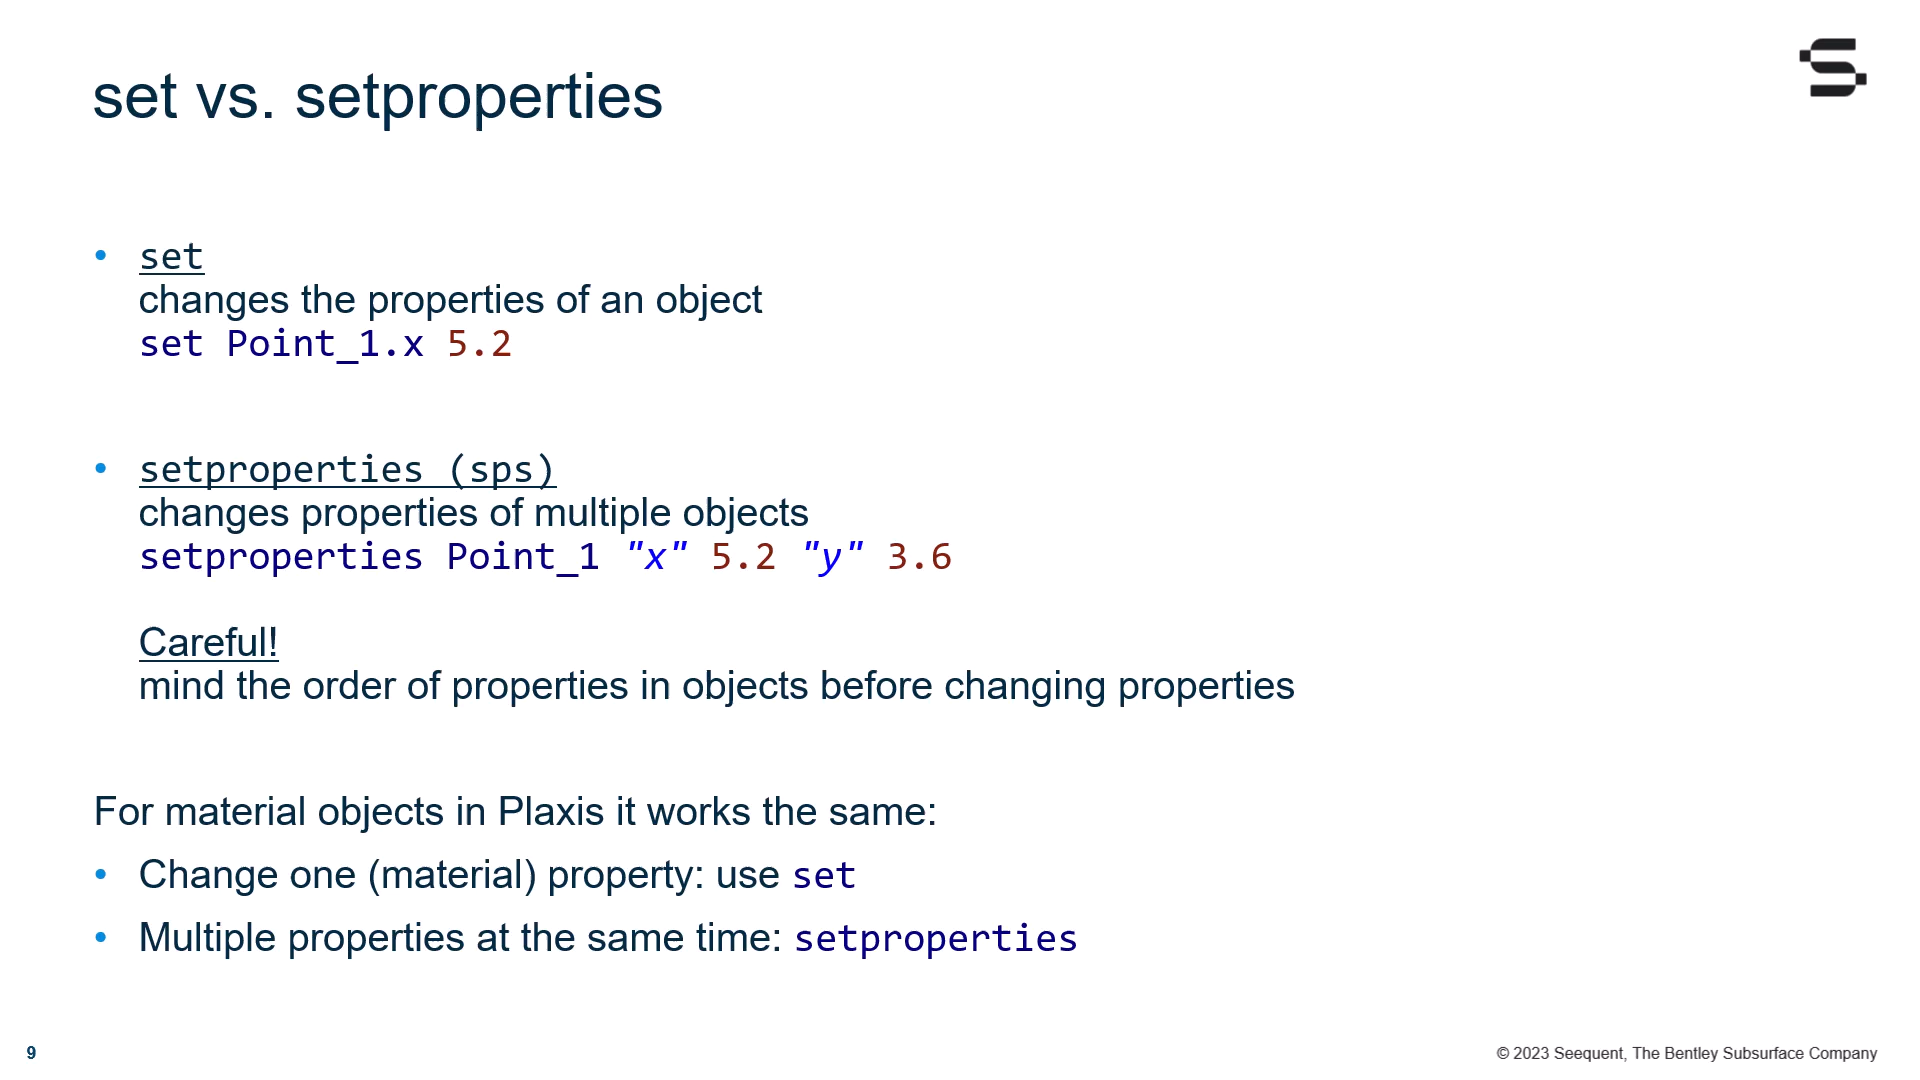 set vs. setproperties
• set
changes the properties of an object
set Point_1.x 5.2
• setproperties (sps)
changes properties of multiple objects
setproperties Point_1 "x" 5.2 "y" 3.6
Careful!
mind the order of properties in objects before changing properties
For material objects in Plaxis it works the same:
• Change one (material) property: use set
• Multiple properties at the same time: setproperties
9
© 2023 Seequent, The Bentley Subsurface Company